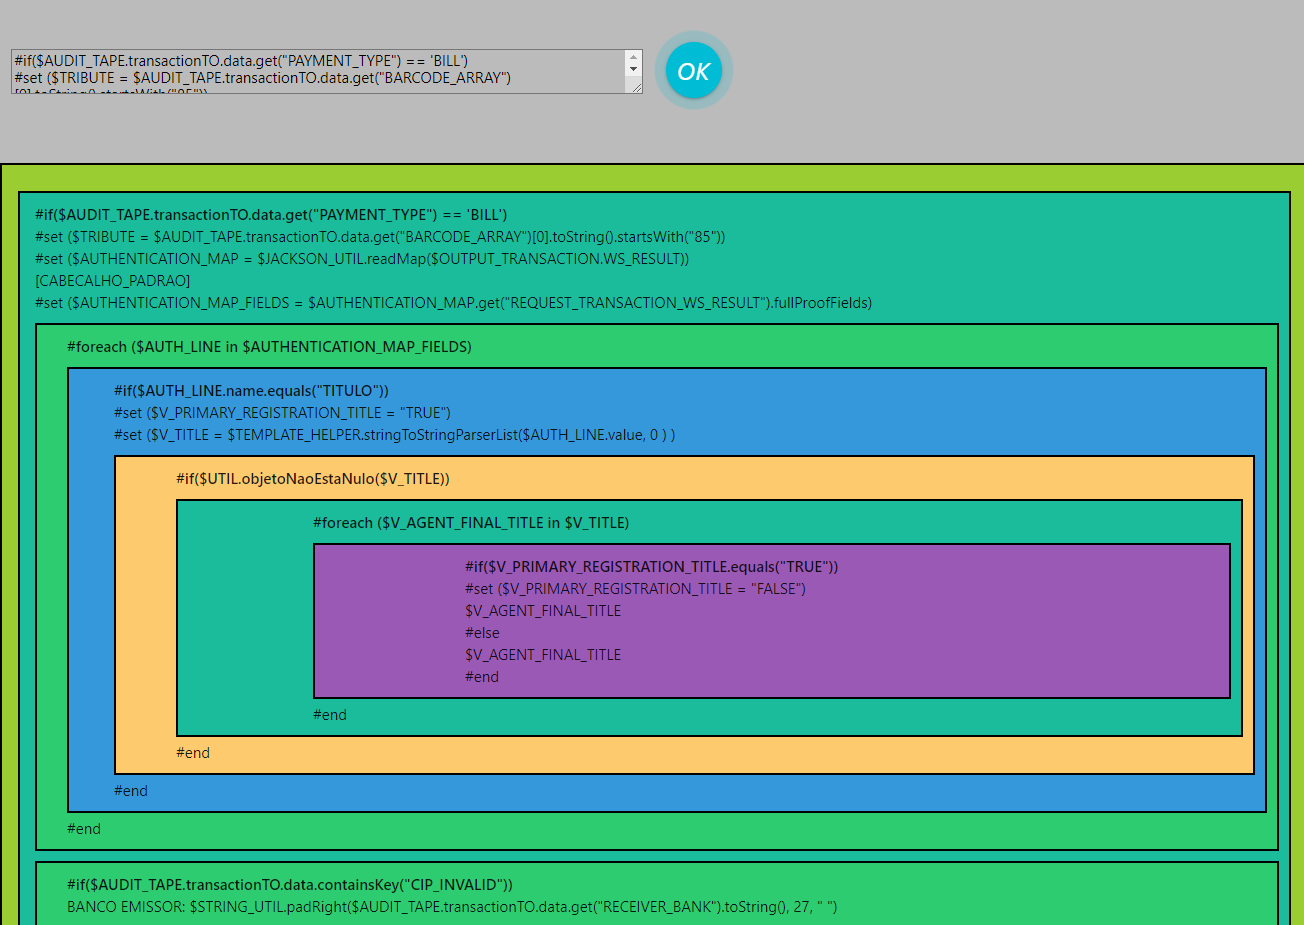 #if($AUDIT_TAPE.transactionTO.data.get("PAYMENT_TYPE") == 'BILL')
#set ($TRIBUTE = $AUDIT_TAPE.transactionTO.data.get("BARCODE_ARRAY")
[0].toString().startsWith("85"))
OK
#if($AUDIT_TAPE.transactionTO.data.get("PAYMENT_TYPE") == 'BILL')
#set ($TRIBUTE = $AUDIT_TAPE.transactionTO.data.get("BARCODE_ARRAY")[0].toString().startsWith("85"))
#set ($AUTHENTICATION_MAP = $JACKSON_UTIL.readMap($OUTPUT_TRANSACTION.WS_RESULT))
[CABECALHO_PADRAO]
#set ($AUTHENTICATION_MAP_FIELDS = $AUTHENTICATION_MAP.get("REQUEST_TRANSACTION_WS_RESULT").fullProofFields)
#foreach ($AUTH_LINE in $AUTHENTICATION_MAP_FIELDS)
#if($AUTH_LINE.name.equals("TITULO"))
#set ($V_PRIMARY_REGISTRATION_TITLE = "TRUE")
#set ($V_TITLE = $TEMPLATE_HELPER.stringToStringParserList($AUTH_LINE.value, 0 ) )
#if($UTIL.objetoNaoEstaNulo($V_TITLE))
#foreach ($V_AGENT_FINAL_TITLE in $V_TITLE)
#if($V_PRIMARY_REGISTRATION_TITLE.equals("TRUE"))
#set ($V_PRIMARY_REGISTRATION_TITLE = "FALSE")
$V_AGENT_FINAL_TITLE
#else
$V_AGENT_FINAL_TITLE
#end
#end
#end
#end
#end
#if($AUDIT_TAPE.transactionTO.data.containsKey("CIP_INVALID"))
BANCO EMISSOR: $STRING_UTIL.padRight($AUDIT_TAPE.transactionTO.data.get("RECEIVER_BANK").toString(), 27, " ")